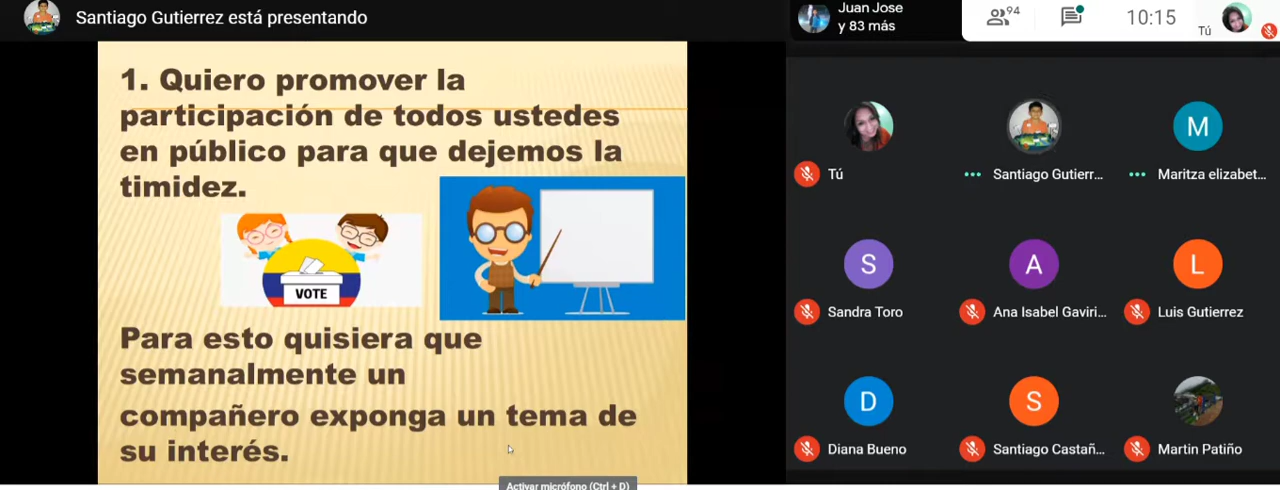 Santiago Gutierrez está presentando
Juan Jose
y 83 más
94
10:15
Tú
1. Quiero promover la
participación de todos ustedes
en público para que dejemos la
timidez.
VOTE
Para esto quisiera que
semanalmente un
compañero exponga un tema de
su interés.
Activar micrófono (Ctrl + D)
Tú
Santiago Gutierr...
M
Maritza elizabet...
S
Sandra Toro
A
Ana Isabel Gaviri...
L
Luis Gutierrez
D
Diana Bueno
S
Santiago Castañ...
Martin Patiño